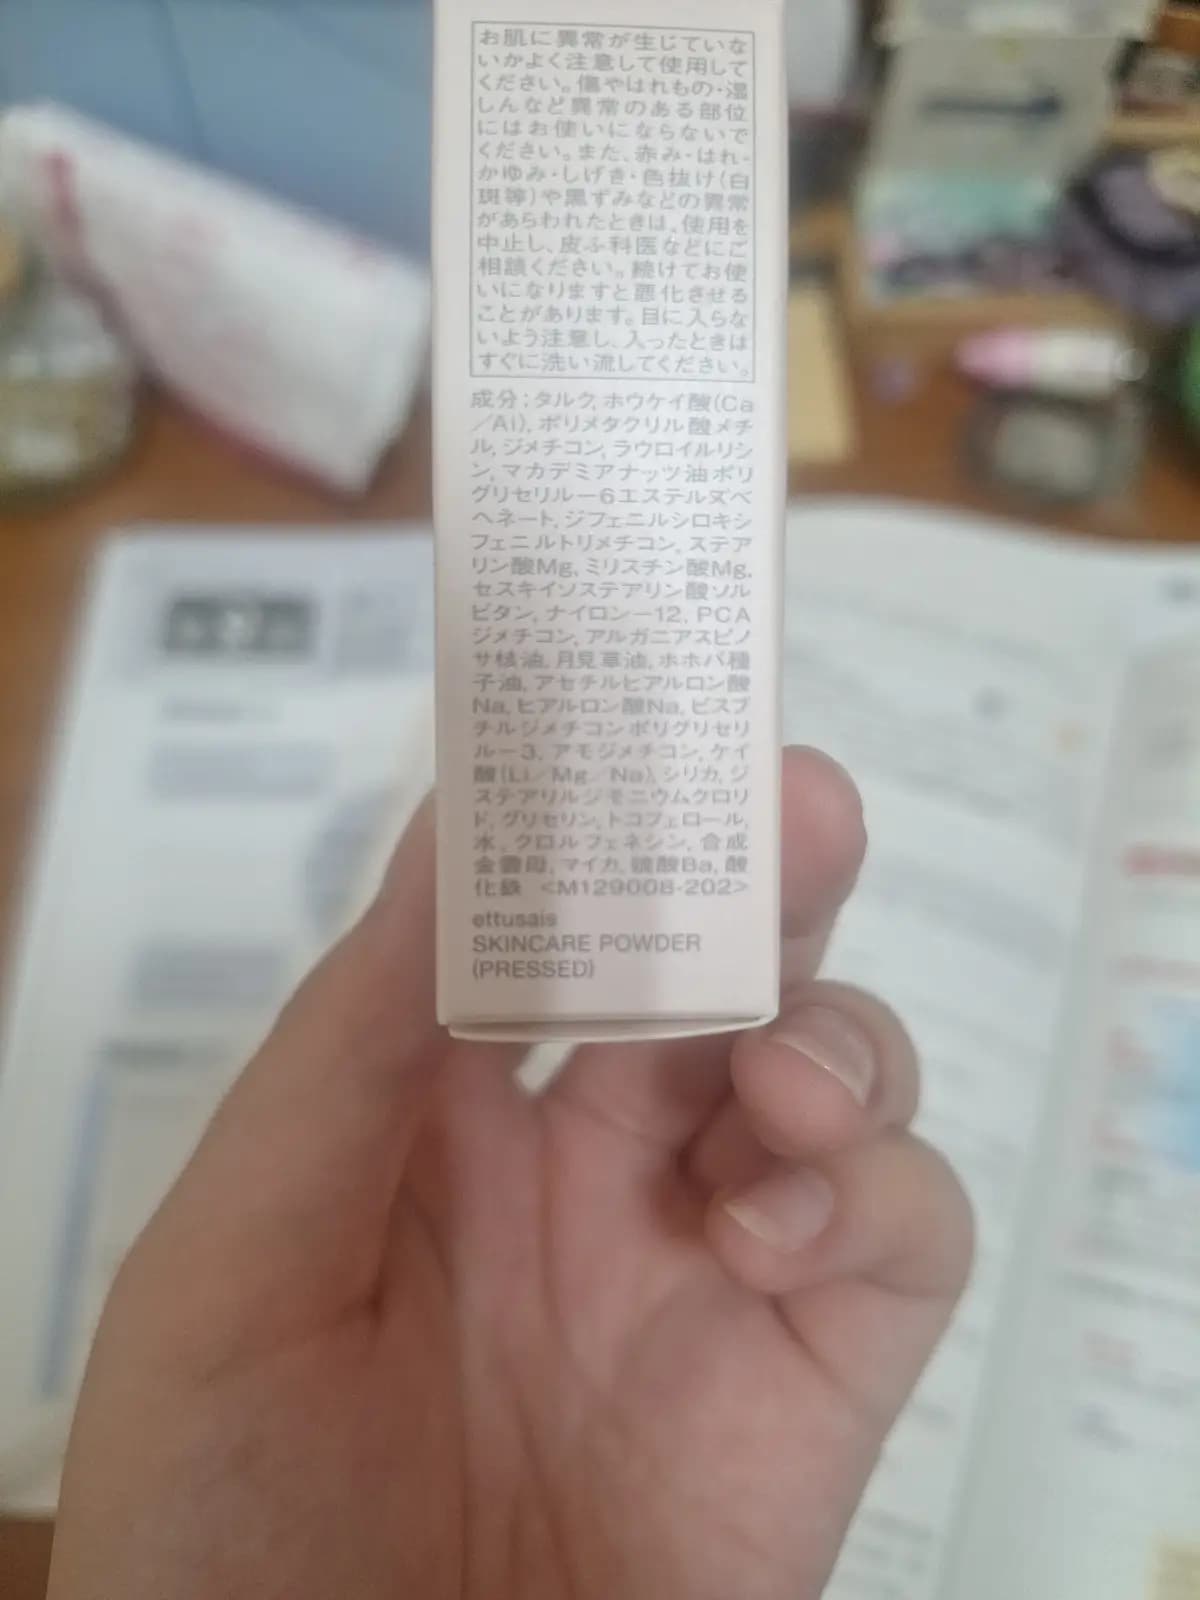 お肌に異常が生じていな
いかよく注意して使用して
ください。傷やはれもの・湿
しんなど異常のある部位
にはお使いにならないで
ください。また、赤み・はれ・
かゆみ・しげき・色抜け(白
斑等)や黒ずみなどの異常
があらわれたときは、使用を
中止し、皮ふ科医などにご
相談ください。続けてお使
いになりますと悪化させる
ことがあります。目に入らな
いよう注意し、入ったときは
すぐに洗い流してください。
成分:タルク, ホウケイ酸(Ca
/Al), ポリメタクリル酸メチ
ル, ジメチコン, ラウロイルリシ
ン, マカデミアナッツ油ポリ
グリセリル-6エステルズベ
ヘネート, ジフェニルシロキシ
フェニルトリメチコン, ステア
リン酸Mg, ミリスチン酸Mg,
セスキイソステアリン酸ソル
ビタン, ナイロン-12, PCA
ジメチコン, アルガニアスピノ
サ核油, 月見草油, ホホバ種
子油, アセチルヒアルロン酸
Na, ヒアルロン酸Na, ビスブ
チルジメチコンポリグリセリ
ル-3, アモジメチコン, ケイ
酸(Li/Mg/Na), シリカ, ジ
ステアリルジモニウムクロリ
ド, グリセリン, トコフェロール,
水, クロルフェネシン, 合成
金雲母, マイカ, 硫酸Ba, 酸
化鉄 <M129008-202>
ettusais
SKINCARE POWDER
(PRESSED)